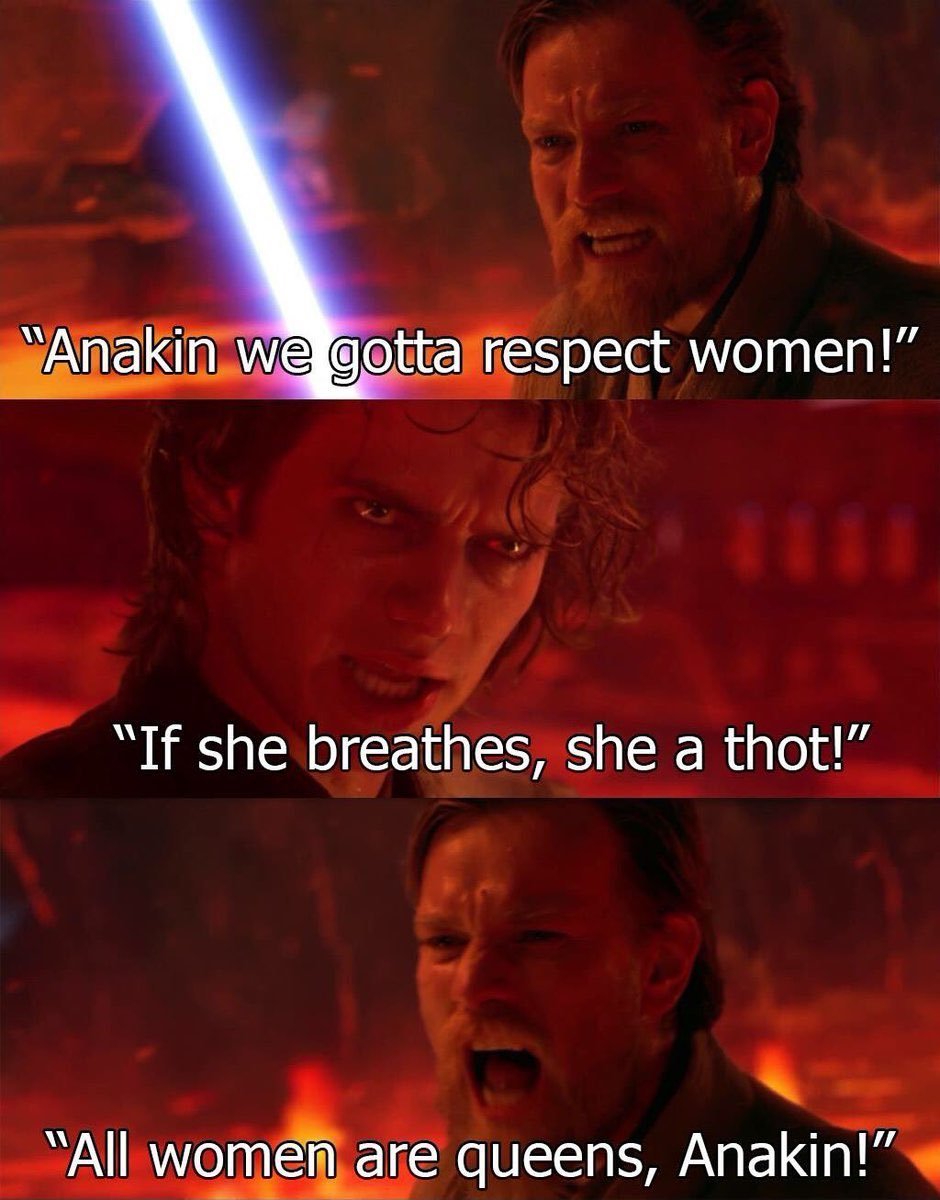 “Anakin we gotta respect women!”
“If she breathes, she a thot!”
“All women are queens, Anakin!”